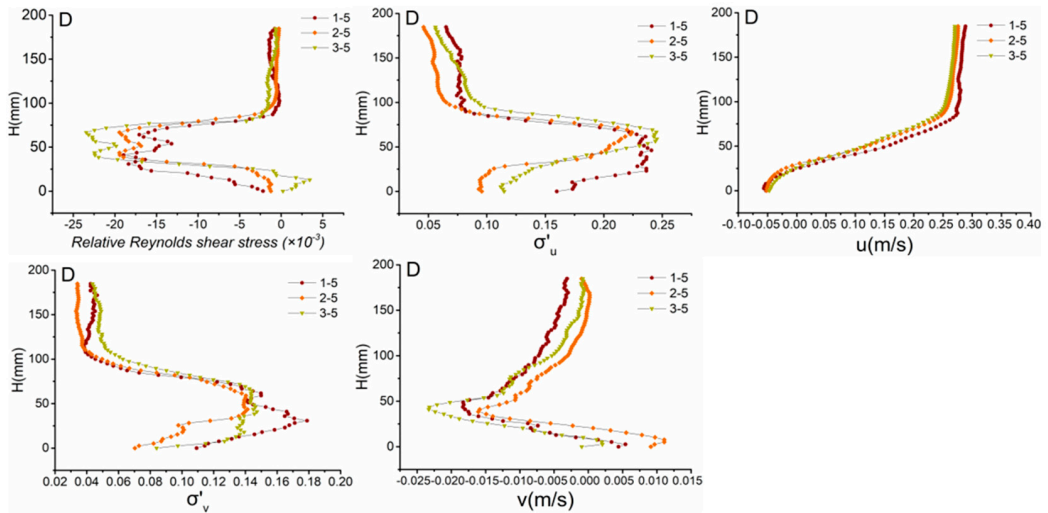 D
1-5
2-5
3-5
H(mm)
200
150
100
50
0
-25 -20 -15 -10 -5 0 5
Relative Reynolds shear stress (×10-3)
D
1-5
2-5
3-5
H(mm)
200
150
100
50
0
0.05 0.10 0.15 0.20 0.25
σ'u
D
1-5
2-5
3-5
H(mm)
200
150
100
50
0
-0.10 -0.05 0.00 0.05 0.10 0.15 0.20 0.25 0.30 0.35 0.40
u(m/s)
D
1-5
2-5
3-5
H(mm)
200
150
100
50
0
0.02 0.04 0.06 0.08 0.10 0.12 0.14 0.16 0.18 0.20
σ'v
D
1-5
2-5
3-5
H(mm)
200
150
100
50
0
-0.025 -0.020 -0.015 -0.010 -0.005 0.000 0.005 0.010 0.015
v(m/s)